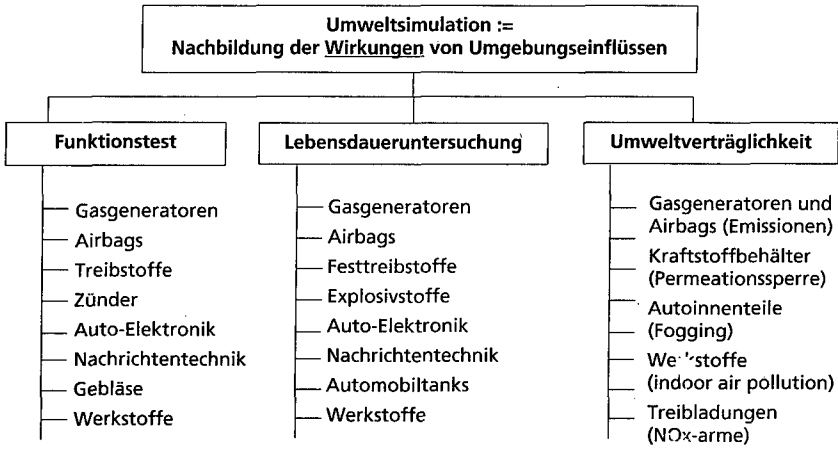 Umweltsimulation :=
Nachbildung der Wirkungen von Umgebungseinflüssen
Funktionstest
Gasgeneratoren
Airbags
Treibstoffe
Zünder
Auto-Elektronik
Nachrichtentechnik
Gebläse
Werkstoffe
Lebensdaueruntersuchung
Gasgeneratoren
Airbags
Festtreibstoffe
Explosivstoffe
Auto-Elektronik
Nachrichtentechnik
Automobiltanks
Werkstoffe
Umweltverträglichkeit
Gasgeneratoren und
Airbags (Emissionen)
Kraftstoffbehälter
(Permeationssperre)
Autoinnenteile
(Fogging)
Werkstoffe
(indoor air pollution)
Treibladungen
(NOx-arme)